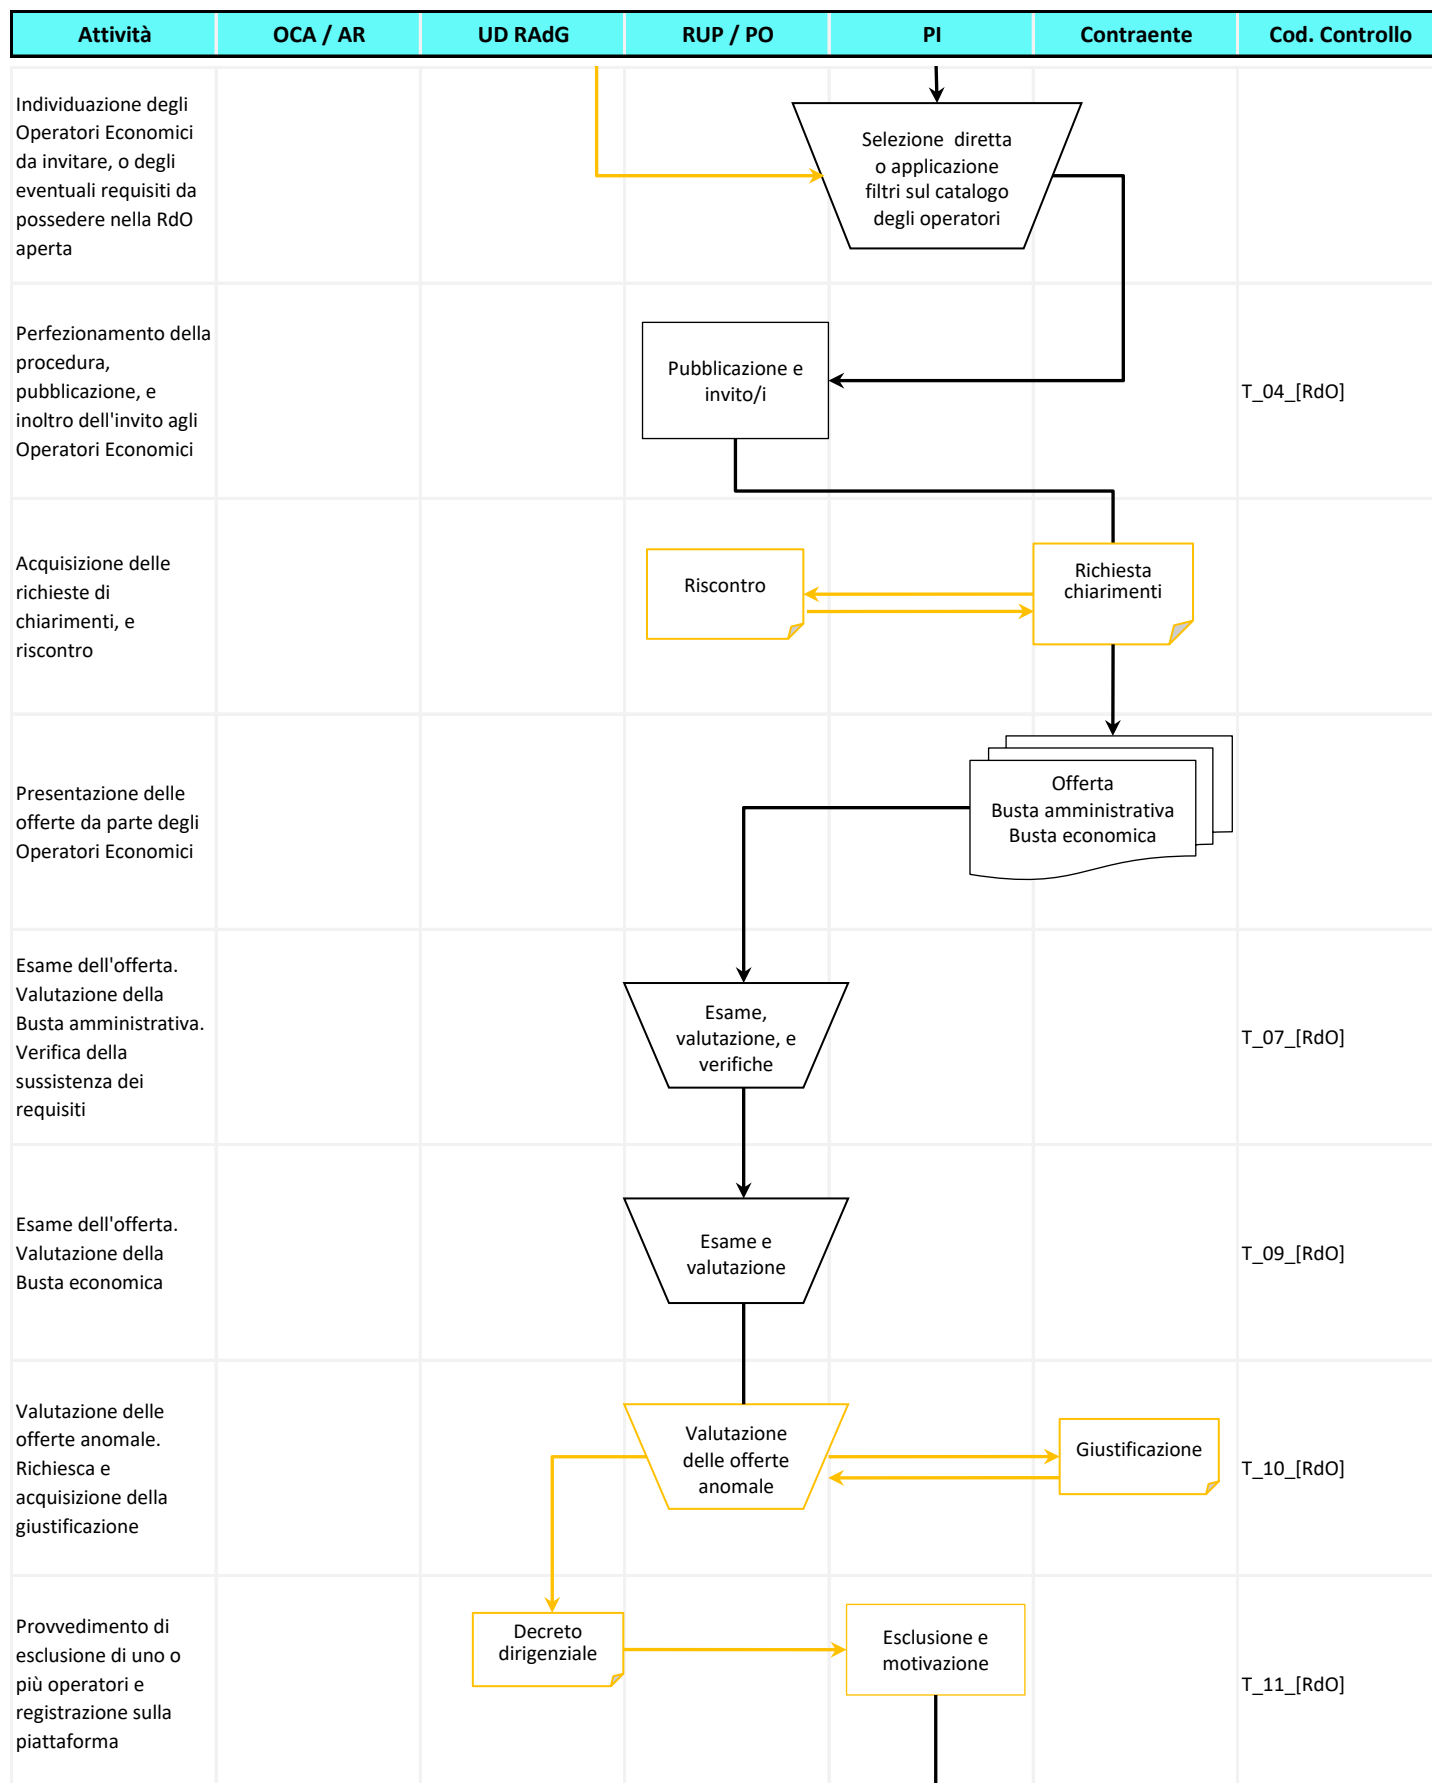 Attività OCA / AR UD RAdG RUP / PO PI Contraente Cod. Controllo
Individuazione degli
Operatori Economici
da invitare, o degli
eventuali requisiti da
possedere nella RdO
aperta
Selezione diretta
o applicazione
filtri sul catalogo
degli operatori
Perfezionamento della
procedura,
pubblicazione, e
inoltro dell'invito agli
Operatori Economici
Pubblicazione e
invito/i
T_04_[RdO]
Acquisizione delle
richieste di
chiarimenti, e
riscontro
Riscontro
Richiesta
chiarimenti
Presentazione delle
offerte da parte degli
Operatori Economici
Offerta
Busta amministrativa
Busta economica
Esame dell'offerta.
Valutazione della
Busta amministrativa.
Verifica della
sussistenza dei
requisiti
Esame,
valutazione, e
verifiche
T_07_[RdO]
Esame dell'offerta.
Valutazione della
Busta economica
Esame e
valutazione
T_09_[RdO]
Valutazione delle
offerte anomale.
Richiesca e
acquisizione della
giustificazione
Valutazione
delle offerte
anomale
Giustificazione
T_10_[RdO]
Provvedimento di
esclusione di uno o
più operatori e
registrazione sulla
piattaforma
Decreto
dirigenziale
Esclusione e
motivazione
T_11_[RdO]